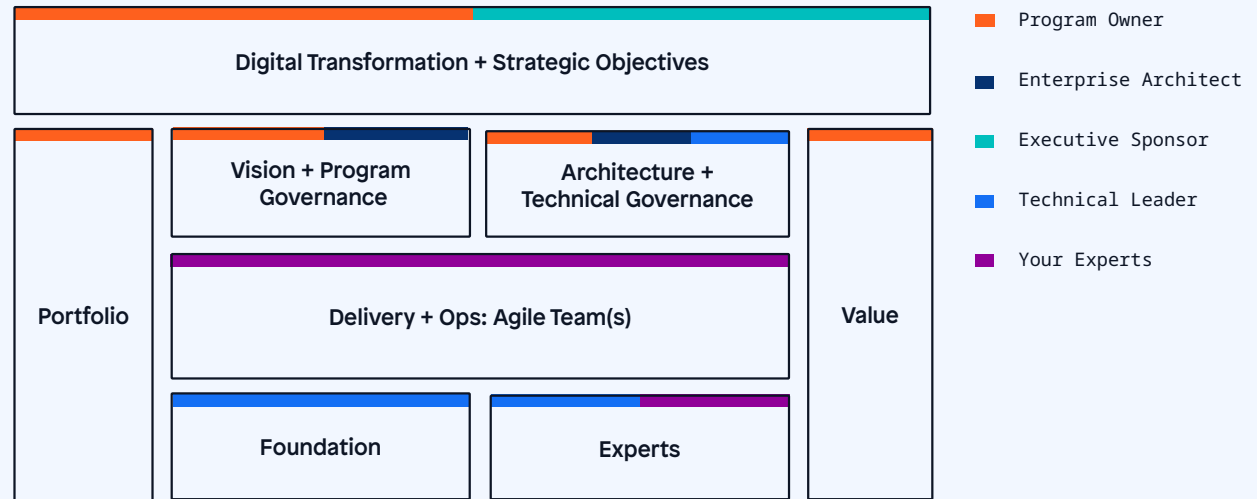 Digital Transformation + Strategic Objectives
Program Owner
Enterprise Architect
Executive Sponsor
Technical Leader
Your Experts
Vision + Program
Governance
Architecture +
Technical Governance
Portfolio
Delivery + Ops: Agile Team(s)
Value
Foundation
Experts